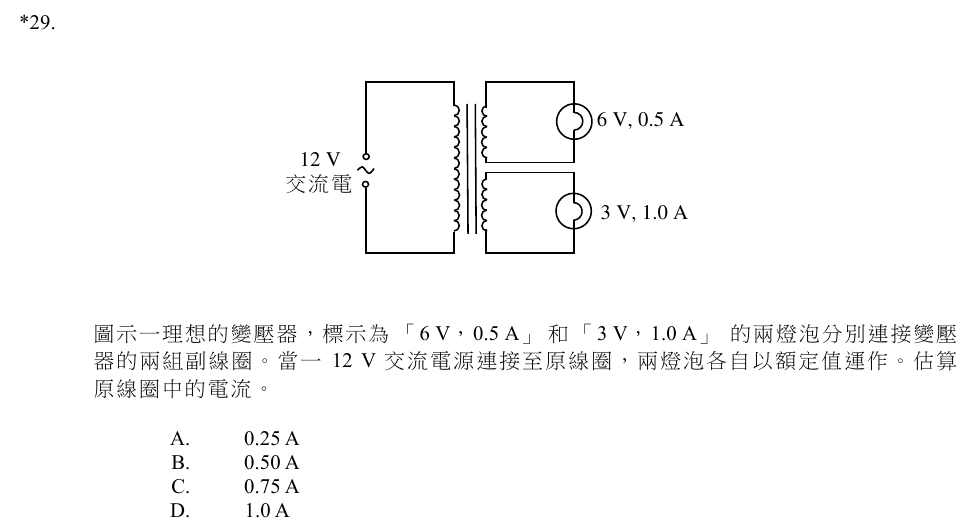 *29.
6 V, 0.5 A
12 V
交流電
3 V, 1.0 A
圖示一理想的變壓器，標示為「6 V，0.5 A」和「3 V，1.0 A」的兩燈泡分別連接變壓
器的兩組副線圈。當一 12 V 交流電源連接至原線圈，兩燈泡各自以額定值運作。估算
原線圈中的電流。
A. 0.25 A
B. 0.50 A
C. 0.75 A
D. 1.0 A